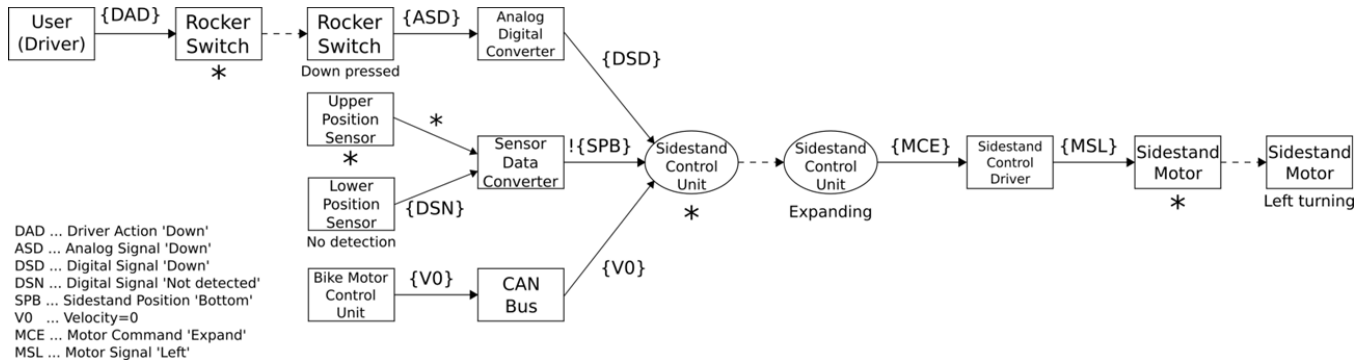 User
(Driver)
{DAD}
Rocker
Switch
*
Rocker
Switch
Down pressed
{ASD}
Analog
Digital
Converter
{DSD}
Upper
Position
Sensor
*
*
Lower
Position
Sensor
No detection
{DSN}
Sensor
Data
Converter
!{SPB}
Bike Motor
Control
Unit
{V0}
CAN
Bus
{V0}
Sidestand
Control
Unit
*
Sidestand
Control
Unit
Expanding
{MCE}
Sidestand
Control
Driver
{MSL}
Sidestand
Motor
*
Sidestand
Motor
Left turning
DAD ... Driver Action 'Down'
ASD ... Analog Signal 'Down'
DSD ... Digital Signal 'Down'
DSN ... Digital Signal 'Not detected'
SPB ... Sidestand Position 'Bottom'
V0 ... Velocity=0
MCE ... Motor Command 'Expand'
MSL ... Motor Signal 'Left'